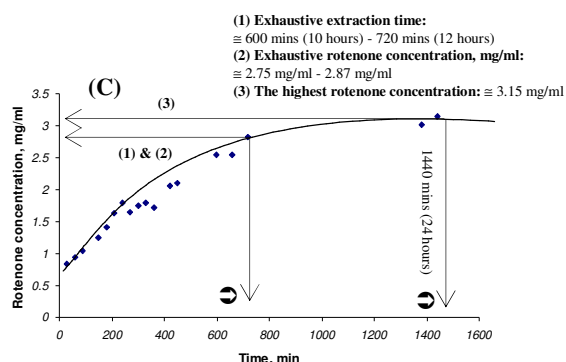 (1) Exhaustive extraction time:
≅ 600 mins (10 hours) - 720 mins (12 hours)
(2) Exhaustive rotenone concentration, mg/ml:
≅ 2.75 mg/ml - 2.87 mg/ml
(3) The highest rotenone concentration: ≅ 3.15 mg/ml
(C)
(3)
(1) & (2)
1440 mins (24 hours)
Rotenone concentration, mg/ml
3.5
3
2.5
2
1.5
1
0.5
0
0 200 400 600 800 1000 1200 1400 1600
Time, min